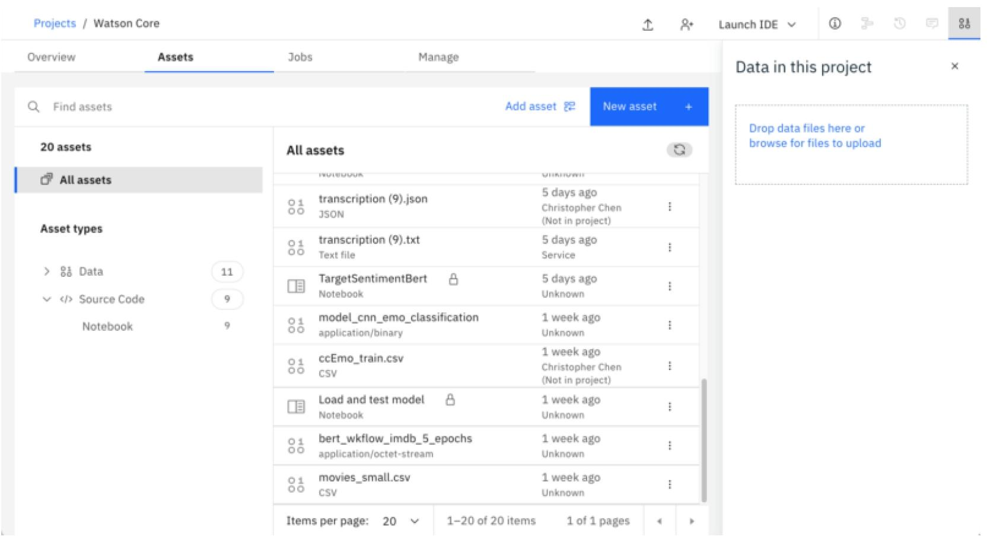 Projects / Watson Core
Launch IDE
Overview
Assets
Jobs
Manage
Data in this project
Find assets
Add asset
New asset +
Drop data files here or
browse for files to upload
20 assets
All assets
Asset types
Data 11
Source Code 9
Notebook 9
All assets
Notebook Unknown
transcription (9).json
JSON
5 days ago
Christopher Chen
(Not in project)
transcription (9).txt
Text file
5 days ago
Service
TargetSentimentBert
Notebook
5 days ago
Unknown
model_cnn_emo_classification
application/binary
1 week ago
Unknown
ccEmo_train.csv
CSV
1 week ago
Christopher Chen
(Not in project)
Load and test model
Notebook
1 week ago
Unknown
bert_wkflow_imdb_5_epochs
application/octet-stream
1 week ago
Unknown
movies_small.csv
CSV
1 week ago
Unknown
Items per page: 20
1–20 of 20 items
1 of 1 pages